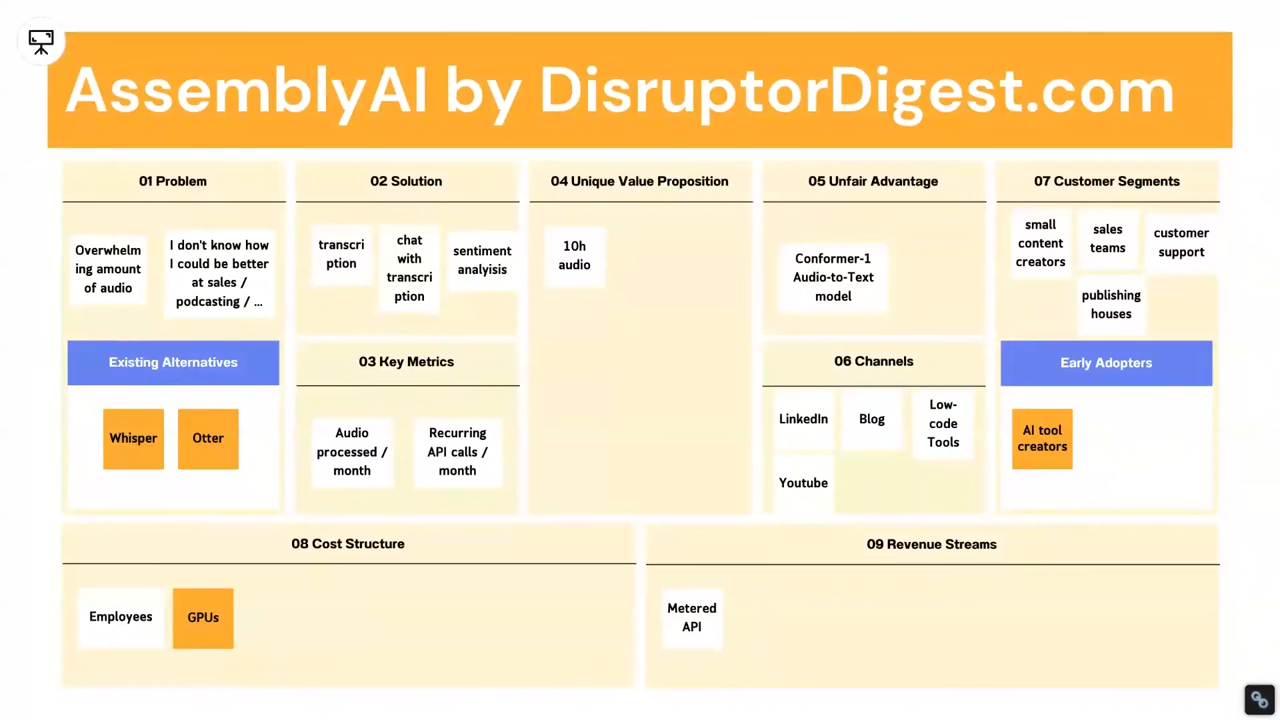 AssemblyAI by DisruptorDigest.com
01 Problem
Overwhelm
ing amount
of audio
I don't know how
I could be better
at sales /
podcasting / ...
Existing Alternatives
Whisper
Otter
02 Solution
transcri
ption
chat
with
transcri
ption
sentiment
analyisis
03 Key Metrics
Audio
processed /
month
Recurring
API calls /
month
04 Unique Value Proposition
10h
audio
05 Unfair Advantage
Conformer-1
Audio-to-Text
model
06 Channels
LinkedIn
Blog
Low-
code
Tools
Youtube
07 Customer Segments
small
content
creators
sales
teams
customer
support
publishing
houses
Early Adopters
AI tool
creators
08 Cost Structure
Employees
GPUs
09 Revenue Streams
Metered
API